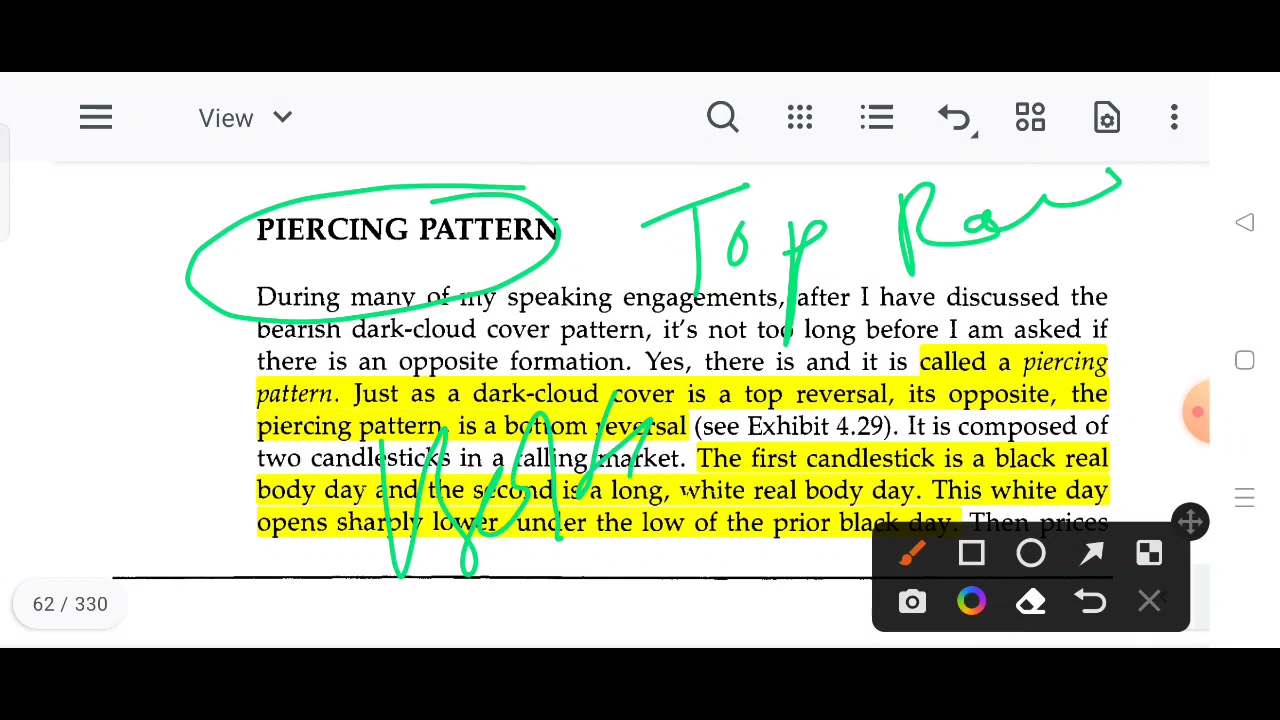 View
PIERCING PATTERN
Top
During many of my speaking engagements, after I have discussed the
bearish dark-cloud cover pattern, it's not too long before I am asked if
there is an opposite formation. Yes, there is and it is called a piercing
pattern. Just as a dark-cloud cover is a top reversal, its opposite, the
piercing pattern, is a bottom reversal (see Exhibit 4.29). It is composed of
two candlesticks in a falling market. The first candlestick is a black real
body day and the second is a long, white real body day. This white day
opens sharply lower, under the low of the prior black day. Then prices
62 / 330